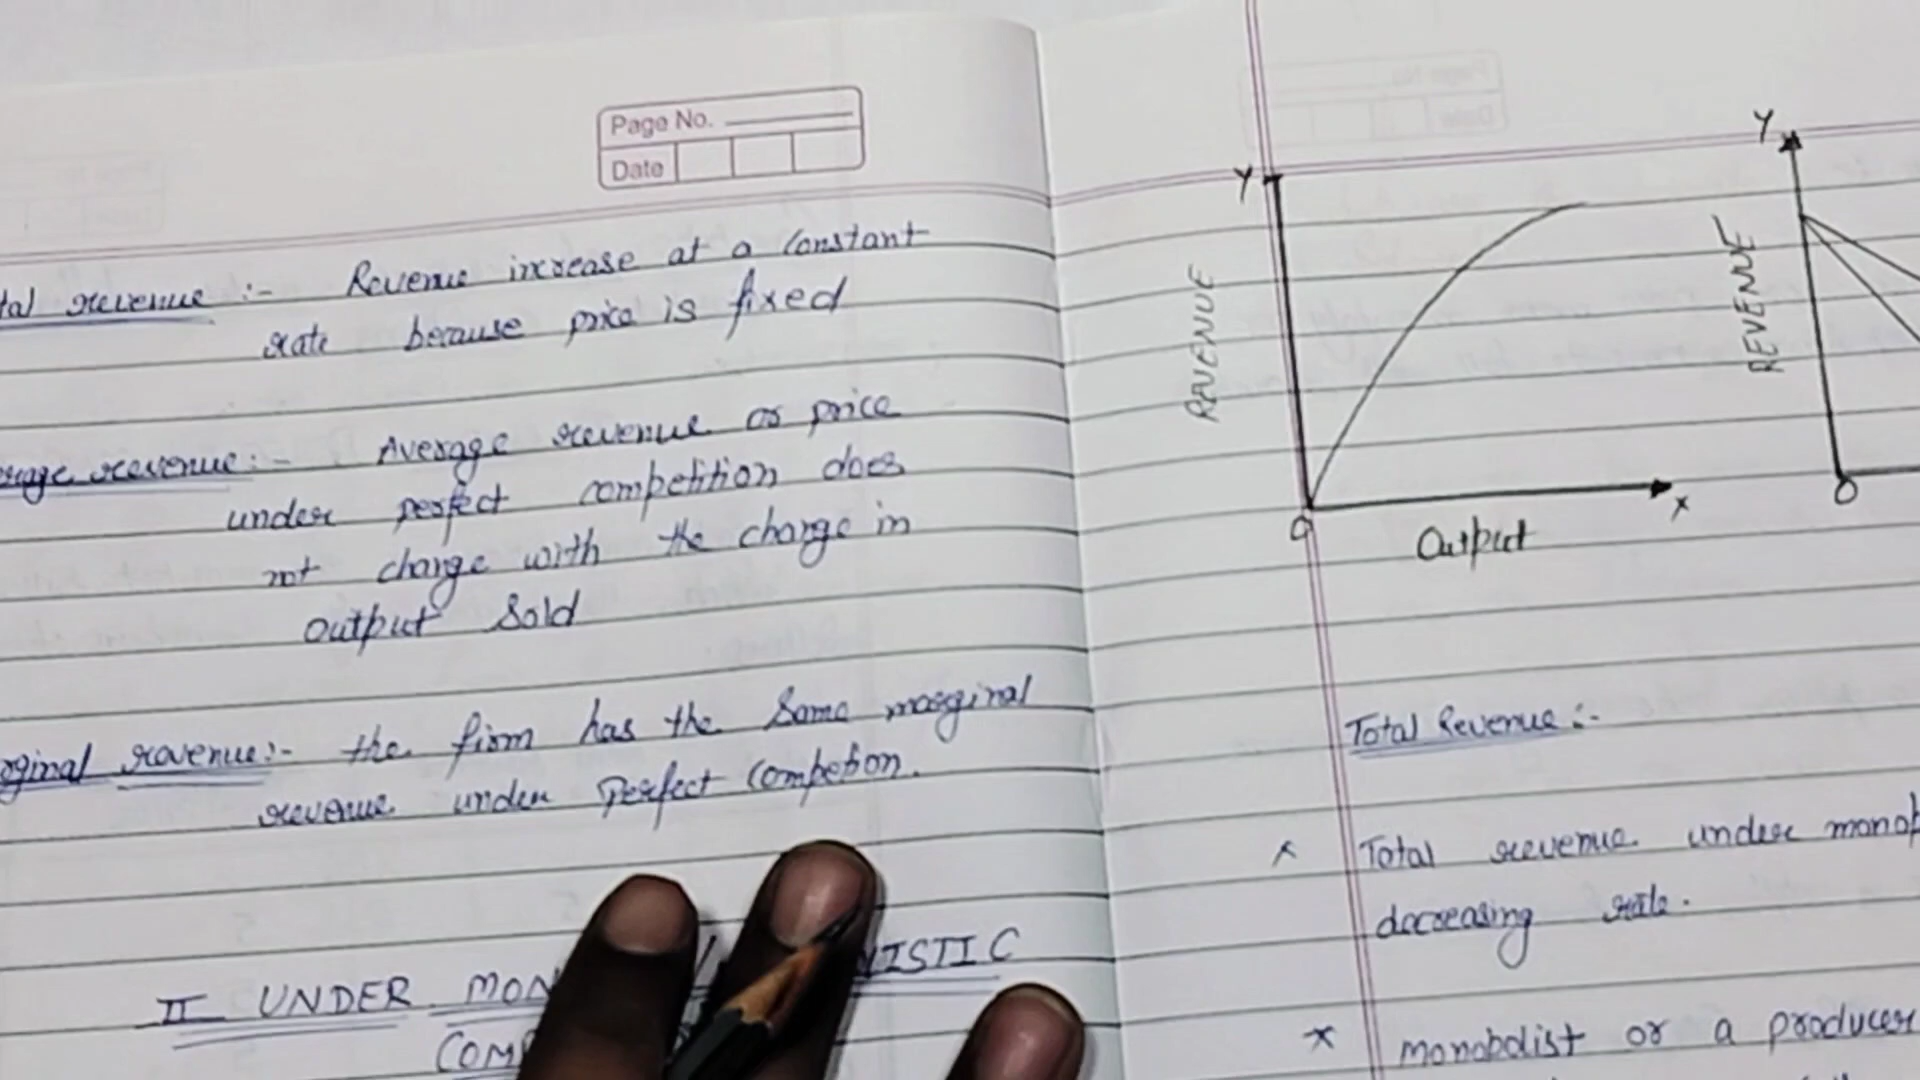 Page No.
Date
tal revenue :- Revenue increase at a constant
rate because price is fixed
rage revenue :- Average revenue or price
under perfect competition does
not change with the change in
output sold
rginal revenue :- the firm has the same marginal
revenue under perfect competion.
II UNDER MON NISTIC
COM
Y
REVENUE
O
Output
X
Y
REVENUE
O
Total Revenue :-
Total revenue under monop
decreasing rate.
* monopolist or a producer